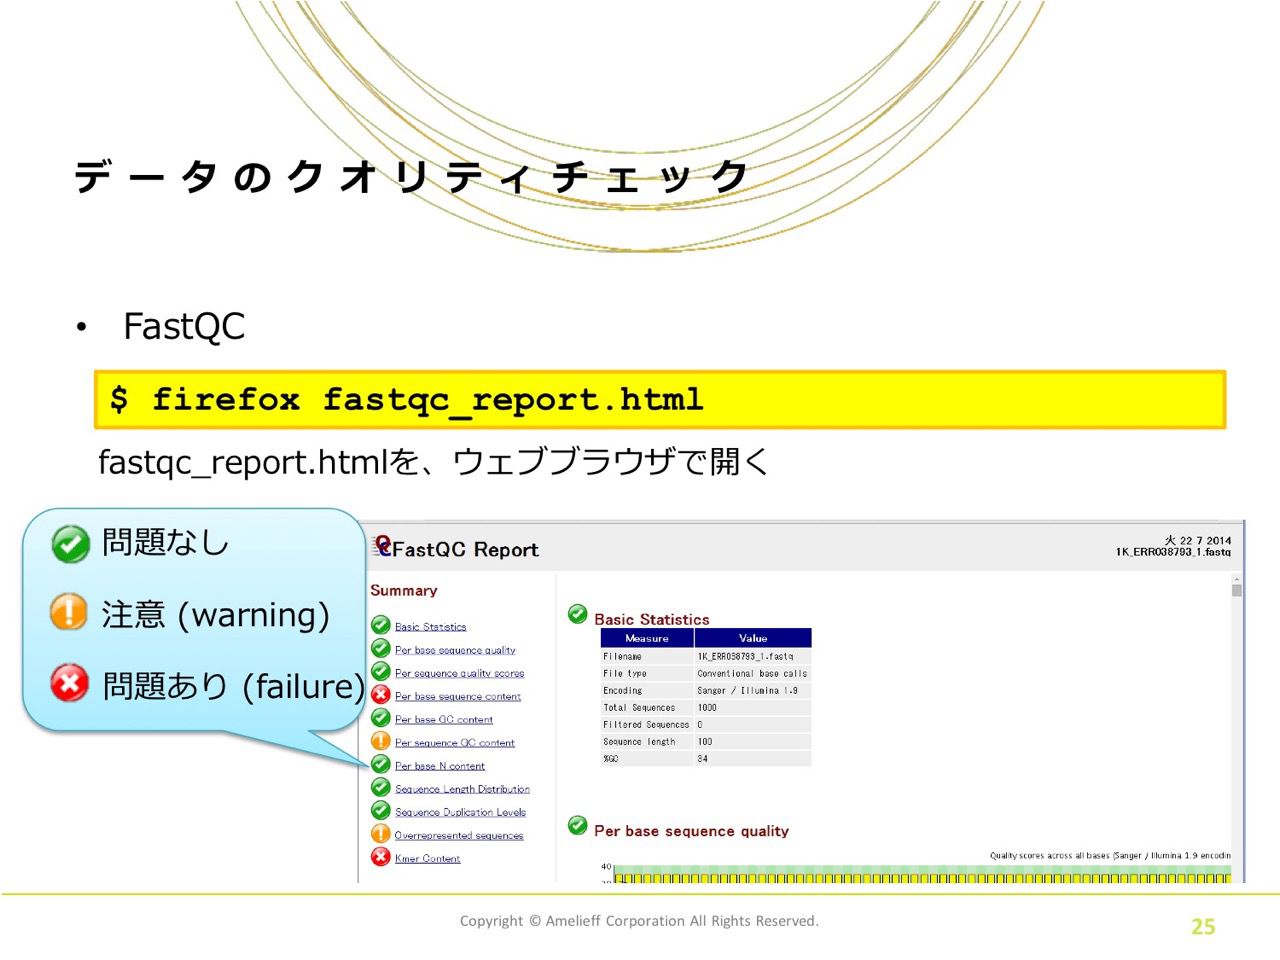 データのクオリティチェック
• FastQC
$ firefox fastqc_report.html
fastqc_report.htmlを、ウェブブラウザで開く
問題なし
注意 (warning)
問題あり (failure)
FastQC Report
火 22 7 2014
1K_ERR038793_1.fastq
Summary
Basic Statistics
Per base sequence quality
Per sequence quality scores
Per base sequence content
Per base GC content
Per sequence GC content
Per base N content
Sequence Length Distribution
Sequence Duplication Levels
Overrepresented sequences
Kmer Content
Basic Statistics
Measure Value
Filename 1K_ERR038793_1.fastq
File type Conventional base calls
Encoding Sanger / Illumina 1.9
Total Sequences 1000
Filtered Sequences 0
Sequence length 100
%GC 34
Per base sequence quality
Quality scores across all bases (Sanger / Illumina 1.9 encodin
40
Copyright © Amelieff Corporation All Rights Reserved.
25